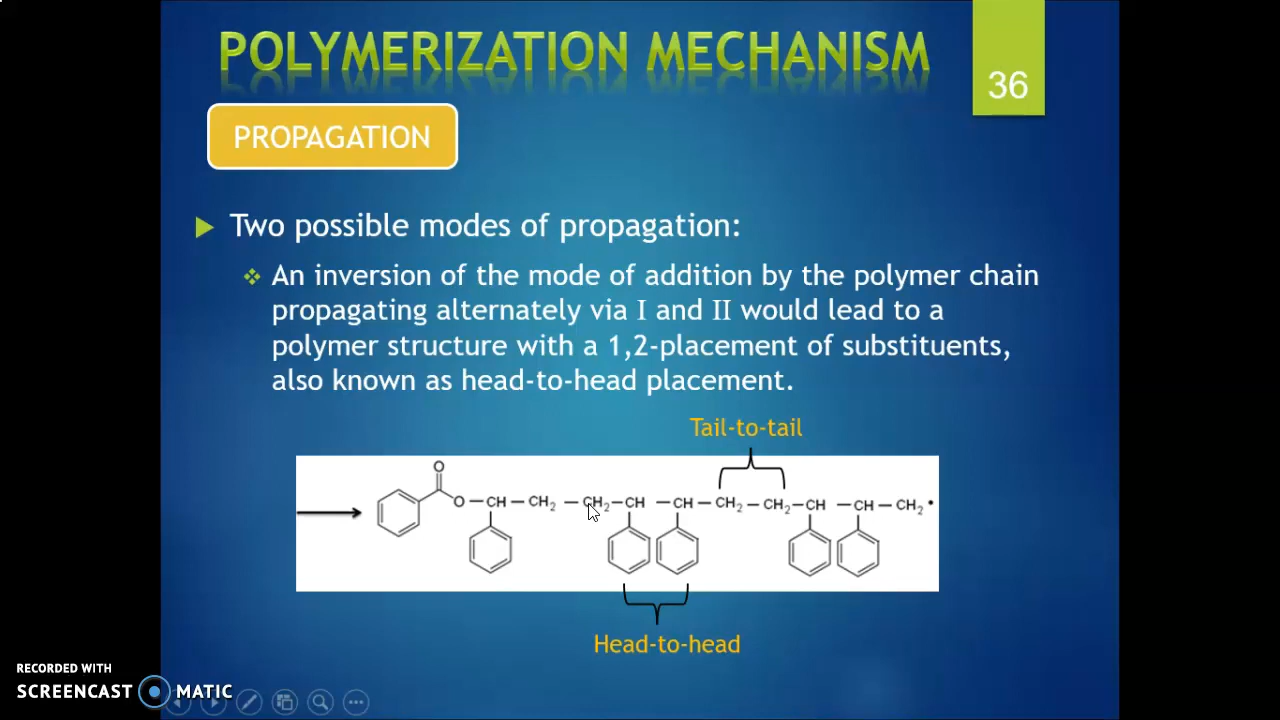 POLYMERIZATION MECHANISM
36
PROPAGATION
Two possible modes of propagation:
An inversion of the mode of addition by the polymer chain
propagating alternately via I and II would lead to a
polymer structure with a 1,2-placement of substituents,
also known as head-to-head placement.
Tail-to-tail
O
O — CH — CH₂ — CH₂ — CH — CH — CH₂ — CH₂ — CH — CH — CH₂ •
Head-to-head
RECORDED WITH
SCREENCAST MATIC